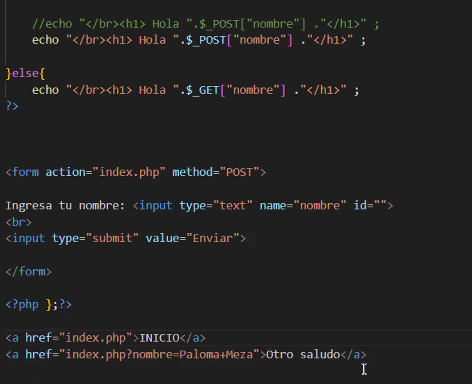 //echo "</br><h1> Hola ".$_POST["nombre"] ."</h1>" ;
echo "</br><h1> Hola ".$_POST["nombre"] ."</h1>" ;
}else{
echo "</br><h1> Hola ".$_GET["nombre"] ."</h1>" ;
?>
<form action="index.php" method="POST">
Ingresa tu nombre: <input type="text" name="nombre" id="">
<br>
<input type="submit" value="Enviar">
</form>
<?php };?>
<a href="index.php">INICIO</a>
<a href="index.php?nombre=Paloma+Meza">Otro saludo</a>